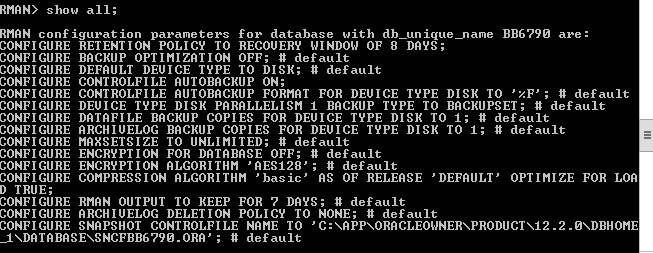 RMAN> show all;
RMAN configuration parameters for database with db_unique_name BB6790 are:
CONFIGURE RETENTION POLICY TO RECOVERY WINDOW OF 8 DAYS;
CONFIGURE BACKUP OPTIMIZATION OFF; # default
CONFIGURE DEFAULT DEVICE TYPE TO DISK; # default
CONFIGURE CONTROLFILE AUTOBACKUP ON;
CONFIGURE CONTROLFILE AUTOBACKUP FORMAT FOR DEVICE TYPE DISK TO '%F'; # default
CONFIGURE DEVICE TYPE DISK PARALLELISM 1 BACKUP TYPE TO BACKUPSET; # default
CONFIGURE DATAFILE BACKUP COPIES FOR DEVICE TYPE DISK TO 1; # default
CONFIGURE ARCHIVELOG BACKUP COPIES FOR DEVICE TYPE DISK TO 1; # default
CONFIGURE MAXSETSIZE TO UNLIMITED; # default
CONFIGURE ENCRYPTION FOR DATABASE OFF; # default
CONFIGURE ENCRYPTION ALGORITHM 'AES128'; # default
CONFIGURE COMPRESSION ALGORITHM 'basic' AS OF RELEASE 'DEFAULT' OPTIMIZE FOR LOA
D TRUE;
CONFIGURE RMAN OUTPUT TO KEEP FOR 7 DAYS; # default
CONFIGURE ARCHIVELOG DELETION POLICY TO NONE; # default
CONFIGURE SNAPSHOT CONTROLFILE NAME TO 'C:\APP\ORACLEOWNER\PRODUCT\12.2.0\DBHOME
_1\DATABASE\SNCFBB6790.ORA'; # default